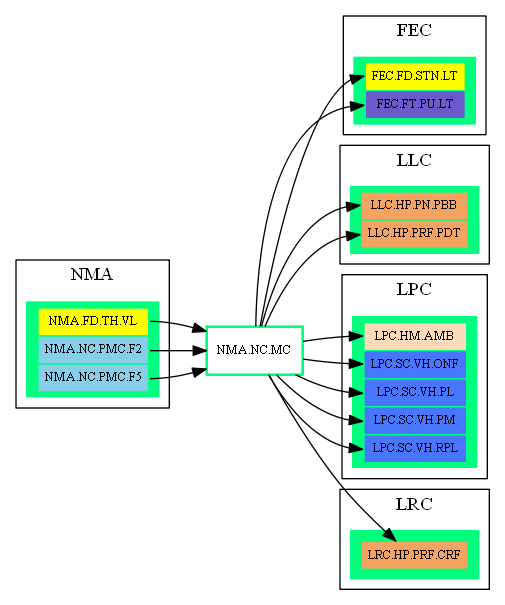 NMA
NMA.FD.TH.VL
NMA.NC.PMC.F2
NMA.NC.PMC.F5
NMA.NC.MC
FEC
FEC.FD.STN.LT
FEC.FT.PU.LT
LLC
LLC.HP.PN.PBB
LLC.HP.PRF.PDT
LPC
LPC.HM.AMB
LPC.SC.VH.ONF
LPC.SC.VH.PL
LPC.SC.VH.PM
LPC.SC.VH.RPL
LRC
LRC.HP.PRF.CRF